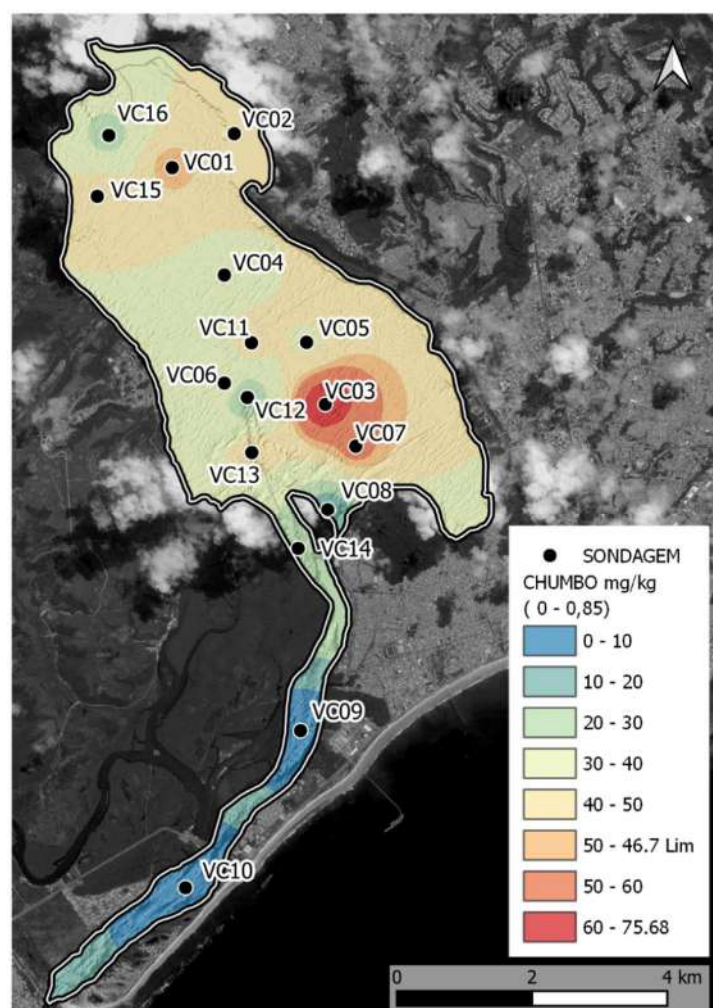 VC16
VC02
VC01
VC15
VC04
VC11
VC05
VC06
VC12
VC03
VC07
VC13
VC08
VC14
VC09
VC10
SONDAGEM
CHUMBO mg/kg
( 0 - 0,85)
0 - 10
10 - 20
20 - 30
30 - 40
40 - 50
50 - 46.7 Lim
50 - 60
60 - 75.68
0 2 4 km